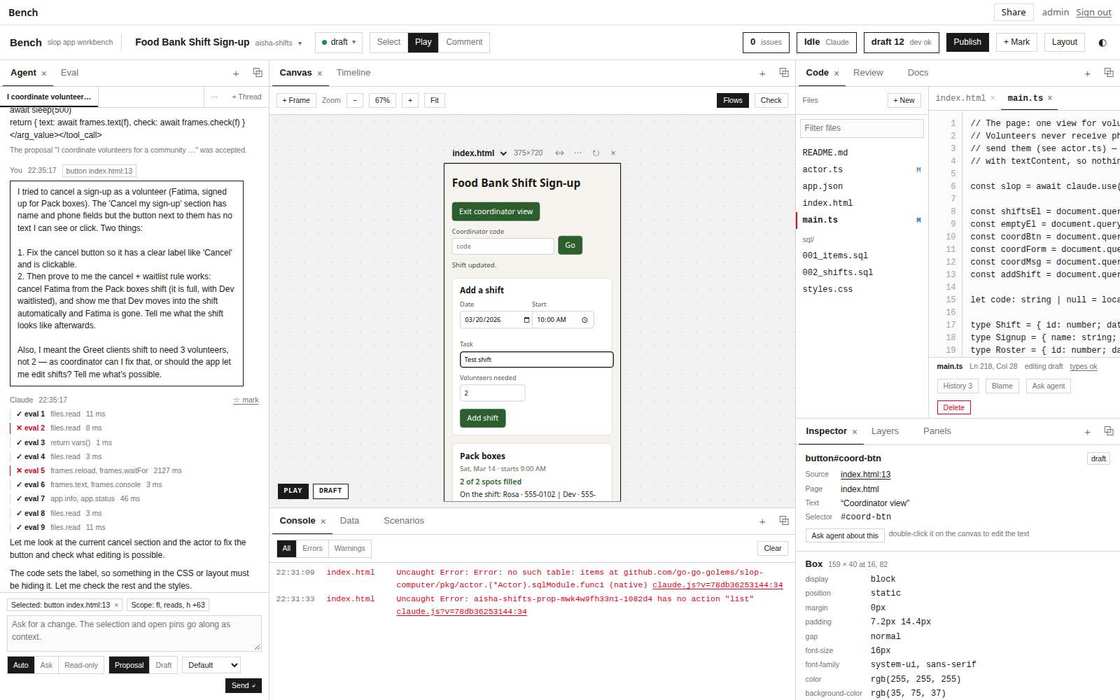 Bench
Share admin Sign out
Bench slop app workbench Food Bank Shift Sign-up aisha-shifts draft Select Play Comment 0 issues Idle Claude draft 12 dev ok Publish + Mark Layout
Agent × Eval +
I coordinate volunteer… ··· + Thread
await sleep(500)
return { text: await frames.text(f), check: await frames.check(f) }
</arg_value></tool_call>
The proposal "I coordinate volunteers for a community …" was accepted.
You 22:35:17 button index.html:13
I tried to cancel a sign-up as a volunteer (Fatima, signed
up for Pack boxes). The 'Cancel my sign-up' section has
name and phone fields but the button next to them has no
text I can see or click. Two things:
1. Fix the cancel button so it has a clear label like 'Cancel'
and is clickable.
2. Then prove to me the cancel + waitlist rule works:
cancel Fatima from the Pack boxes shift (it is full, with Dev
waitlisted), and show me that Dev moves into the shift
automatically and Fatima is gone. Tell me what the shift
looks like afterwards.
Also, I meant the Greet clients shift to need 3 volunteers,
not 2 — as coordinator can I fix that, or should the app let
me edit shifts? Tell me what's possible.
Claude 22:35:17 ☆ mark
✓ eval 1 files.read 11 ms
✕ eval 2 files.read 8 ms
✓ eval 3 return vars() 1 ms
✓ eval 4 files.read 3 ms
✕ eval 5 frames.reload, frames.waitFor 2127 ms
✓ eval 6 frames.text, frames.console 3 ms
✓ eval 7 app.info, app.status 46 ms
✓ eval 8 files.read 3 ms
✓ eval 9 files.read 11 ms
Let me look at the current cancel section and the actor to fix the
button and check what editing is possible.
The code sets the label, so something in the CSS or layout must
be hiding it. Let me check the rest and the styles.
Selected: button index.html:13 × Scope: fl, reads, h +63
Ask for a change. The selection and open pins go along as
context.
Auto Ask Read-only Proposal Draft Default
Send
Canvas Timeline +
+ Frame Zoom − 67% + Fit Flows Check
index.html 375×720 ⇔ ··· ↻ ×
Food Bank Shift Sign-up
Exit coordinator view
Coordinator code
code Go
Shift updated.
Add a shift
Date Start
03/20/2026 10:00 AM
Task
Test shift
Volunteers needed
2
Add shift
Pack boxes
Sat, Mar 14 · starts 9:00 AM
2 of 2 spots filled
On the shift: Rosa · 555-0102 | Dev · 555-
PLAY DRAFT
Console × Data Scenarios +
All Errors Warnings Clear
22:31:09 index.html Uncaught Error: Error: no such table: items at github.com/go-go-golems/slop-
computer/pkg/actor.(*Actor).sqlModule.func1 (native) claude.js?v=78db36253144:34
22:31:33 index.html Uncaught Error: aisha-shifts-prop-mwk4w9fh33n1-1082d4 has no action "list"
claude.js?v=78db36253144:34
Code × Review Docs +
Files + New
Filter files
README.md
actor.ts M
app.json
index.html
main.ts M
sql/
001_items.sql
002_shifts.sql
styles.css
index.html × main.ts ×
1 // The page: one view for volu
2 // Volunteers never receive ph
3 // send them (see actor.ts) —
4 // with textContent, so nothin
5
6 const slop = await claude.use(
7
8 const shiftsEl = document.quer
9 const emptyEl = document.query
10 const coordBtn = document.quer
11 const coordForm = document.que
12 const coordMsg = document.quer
13 const addShift = document.quer
14
15 let code: string | null = loca
16
17 type Shift = { id: number; dat
18 type Signup = { name: string;
19 type Roster = { id: number; da
main.ts Ln 218, Col 28 editing draft types ok
History 3 Blame Ask agent
Delete
Inspector × Layers Panels +
button#coord-btn draft
Source index.html:13
Page index.html
Text “Coordinator view”
Selector #coord-btn
Ask agent about this double-click it on the canvas to edit the text
Box 159 × 40 at 16, 82
display block
position static
margin 0px
padding 7.2px 14.4px
gap normal
font-size 16px
font-family system-ui, sans-serif
color rgb(255, 255, 255)
background-color rgb(35, 75, 37)